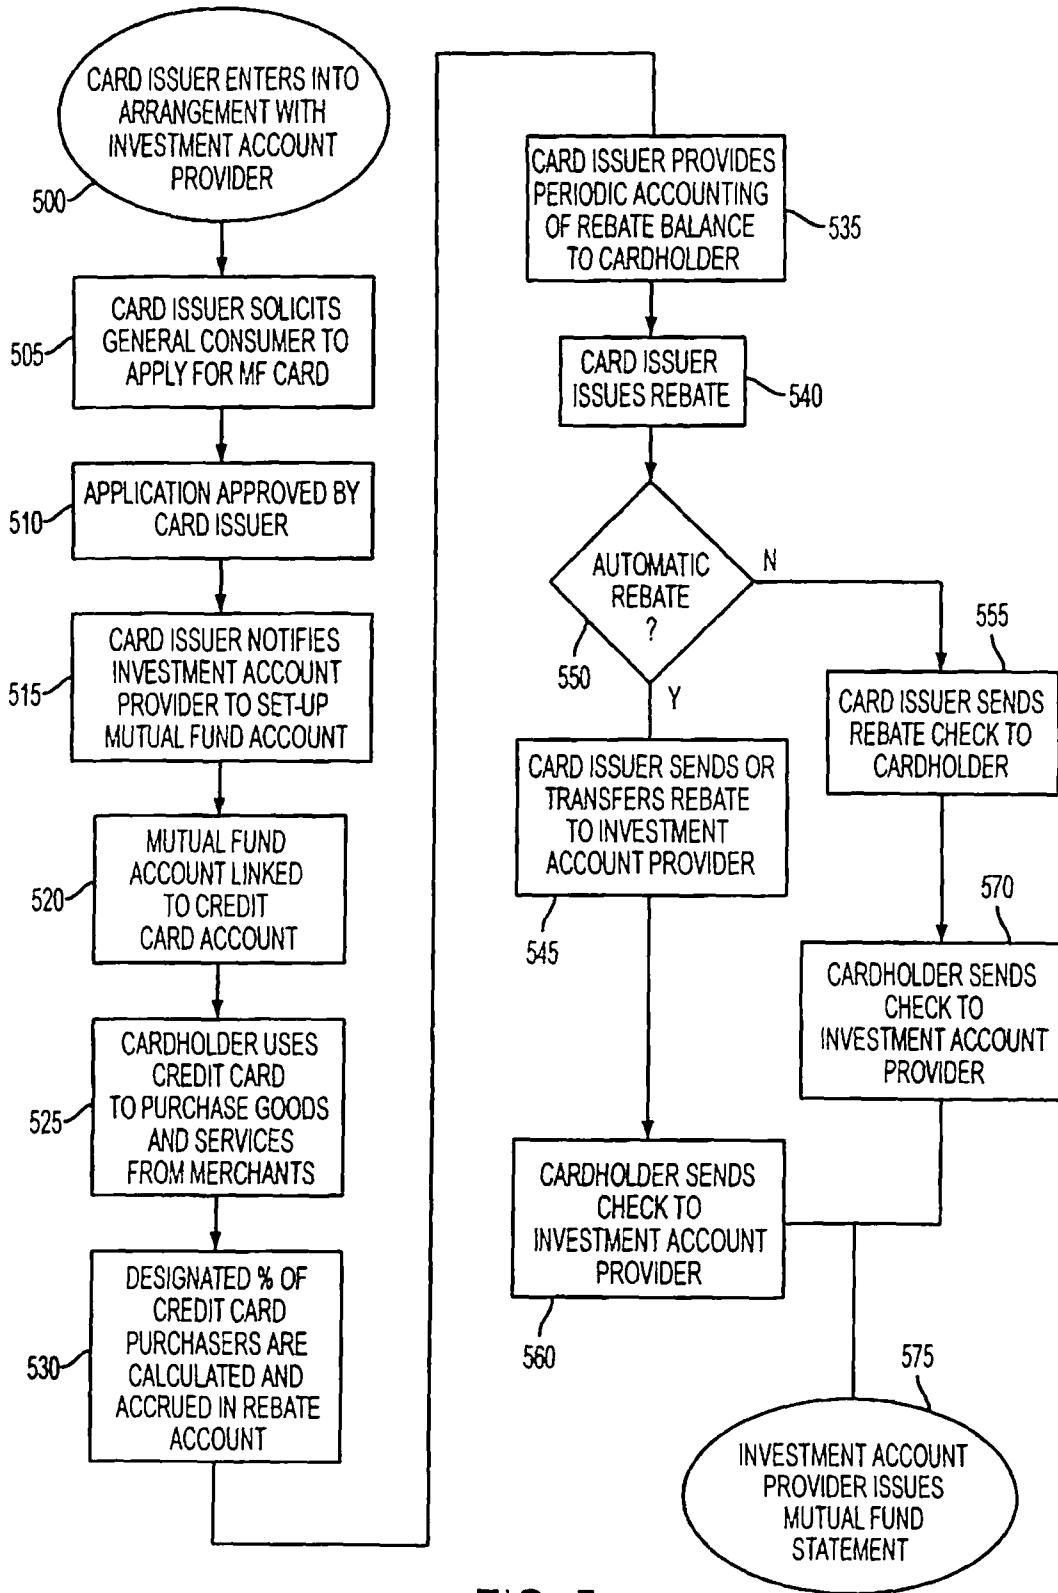 CARD ISSUER ENTERS INTO
ARRANGEMENT WITH
INVESTMENT ACCOUNT
PROVIDER
500
CARD ISSUER SOLICITS
GENERAL CONSUMER TO
APPLY FOR MF CARD
505
APPLICATION APPROVED BY
CARD ISSUER
510
CARD ISSUER NOTIFIES
INVESTMENT ACCOUNT
PROVIDER TO SET-UP
MUTUAL FUND ACCOUNT
515
MUTUAL FUND
ACCOUNT LINKED
TO CREDIT
CARD ACCOUNT
520
CARDHOLDER USES
CREDIT CARD
TO PURCHASE GOODS
AND SERVICES
FROM MERCHANTS
525
DESIGNATED % OF
CREDIT CARD
PURCHASERS ARE
CALCULATED AND
ACCRUED IN REBATE
ACCOUNT
530
CARD ISSUER PROVIDES
PERIODIC ACCOUNTING
OF REBATE BALANCE
TO CARDHOLDER
535
CARD ISSUER
ISSUES REBATE
540
AUTOMATIC
REBATE
?
550
N
Y
CARD ISSUER SENDS OR
TRANSFERS REBATE
TO INVESTMENT
ACCOUNT PROVIDER
545
555
CARD ISSUER SENDS
REBATE CHECK TO
CARDHOLDER
570
CARDHOLDER SENDS
CHECK TO
INVESTMENT ACCOUNT
PROVIDER
CARDHOLDER SENDS
CHECK TO
INVESTMENT ACCOUNT
PROVIDER
560
575
INVESTMENT ACCOUNT
PROVIDER ISSUES
MUTUAL FUND
STATEMENT